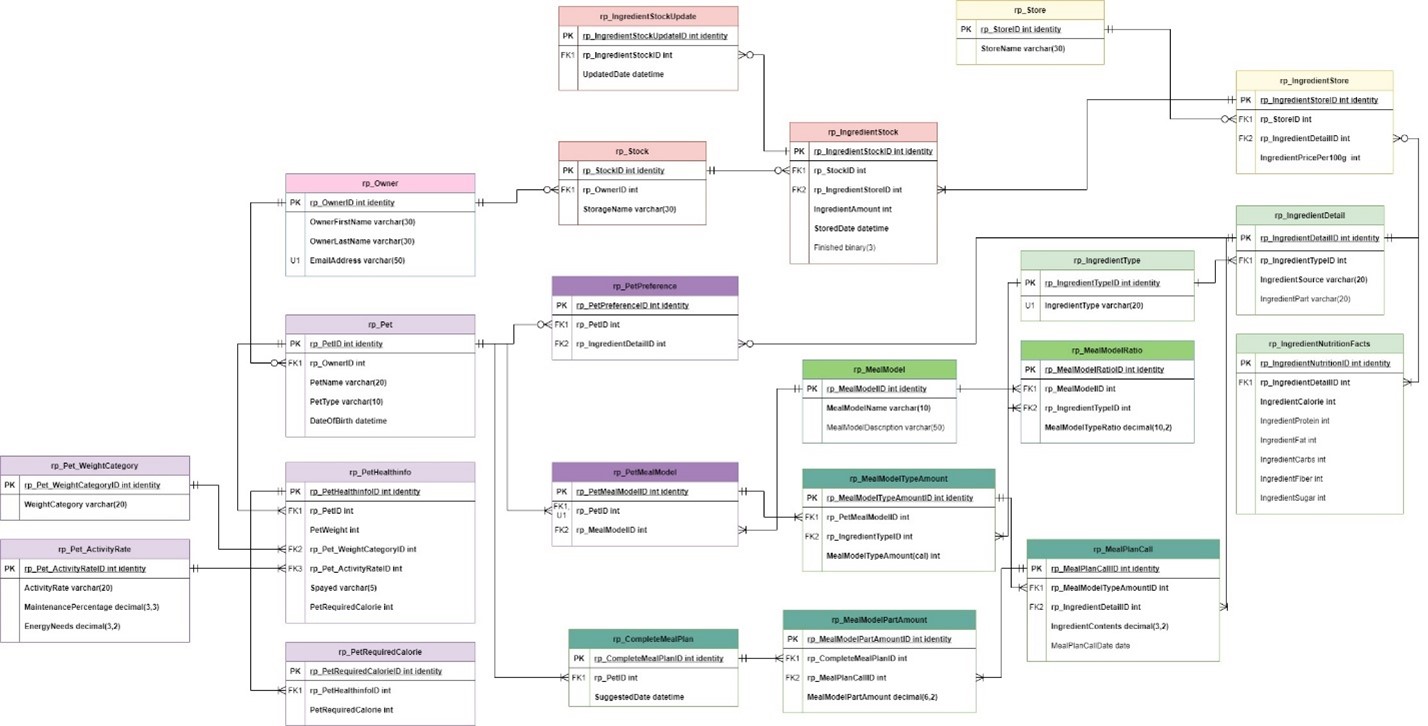 rp_IngredientStockUpdate
PK rp_IngredientStockUpdateID int identity
FK1 rp_IngredientStockID int
UpdatedDate datetime
rp_Store
PK rp_StoreID int identity
StoreName varchar(30)
rp_IngredientStore
PK rp_IngredientStoreID int identity
FK1 rp_StoreID int
FK2 rp_IngredientDetailID int
IngredientPricePer100g int
rp_IngredientStock
PK rp_IngredientStockID int identity
FK1 rp_StockID int
FK2 rp_IngredientStoreID int
IngredientAmount int
StoredDate datetime
Finished binary(3)
rp_Stock
PK rp_StockID int identity
FK1 rp_OwnerID int
StorageName varchar(30)
rp_Owner
PK rp_OwnerID int identity
OwnerFirstName varchar(30)
OwnerLastName varchar(30)
U1 EmailAddress varchar(50)
rp_IngredientDetail
PK rp_IngredientDetailID int identity
FK1 rp_IngredientTypeID int
IngredientSource varchar(20)
IngredientPart varchar(20)
rp_IngredientType
PK rp_IngredientTypeID int identity
U1 IngredientType varchar(20)
rp_PetPreference
PK rp_PetPreferenceID int identity
FK1 rp_PetID int
FK2 rp_IngredientDetailID int
rp_Pet
PK rp_PetID int identity
FK1 rp_OwnerID int
PetName varchar(20)
PetType varchar(10)
DateOfBirth datetime
rp_MealModel
PK rp_MealModelID int identity
MealModelName varchar(10)
MealModelDescription varchar(50)
rp_MealModelRatio
PK rp_MealModelRatioID int identity
FK1 rp_MealModelID int
FK2 rp_IngredientTypeID int
MealModelTypeRatio decimal(10,2)
rp_IngredientNutritionFacts
PK rp_IngredientNutritionID int identity
FK1 rp_IngredientDetailID int
IngredientCalorie int
IngredientProtein int
IngredientFat int
IngredientCarbs int
IngredientFiber int
IngredientSugar int
rp_Pet_WeightCategory
PK rp_Pet_WeightCategoryID int identity
WeightCategory varchar(20)
rp_PetHealthinfo
PK rp_PetHealthinfoID int identity
FK1 rp_PetID int
PetWeight int
FK2 rp_Pet_WeightCategoryID int
FK3 rp_Pet_ActivityRateID int
Spayed varchar(5)
PetRequiredCalorie int
rp_PetMealModel
PK rp_PetMealModelID int identity
FK1, U1 rp_PetID int
FK2 rp_MealModelID int
rp_MealModelTypeAmount
PK rp_MealModelTypeAmountID int identity
FK1 rp_PetMealModelID int
FK2 rp_IngredientTypeID int
MealModelTypeAmount(cal) int
rp_Pet_ActivityRate
PK rp_Pet_ActivityRateID int identity
ActivityRate varchar(20)
MaintenancePercentage decimal(3,3)
EnergyNeeds decimal(3,2)
rp_MealPlanCall
PK rp_MealPlanCallID int identity
FK1 rp_MealModelTypeAmountID int
FK2 rp_IngredientDetailID int
IngredientContents decimal(3,2)
MealPlanCallDate date
rp_PetRequiredCalorie
PK rp_PetRequiredCalorieID int identity
FK1 rp_PetHealthinfoID int
PetRequiredCalorie int
rp_CompleteMealPlan
PK rp_CompleteMealPlanID int identity
FK1 rp_PetID int
SuggestedDate datetime
rp_MealModelPartAmount
PK rp_MealModelPartAmountID int identity
FK1 rp_CompleteMealPlanID int
FK2 rp_MealPlanCallID int
MealModelPartAmount decimal(6,2)